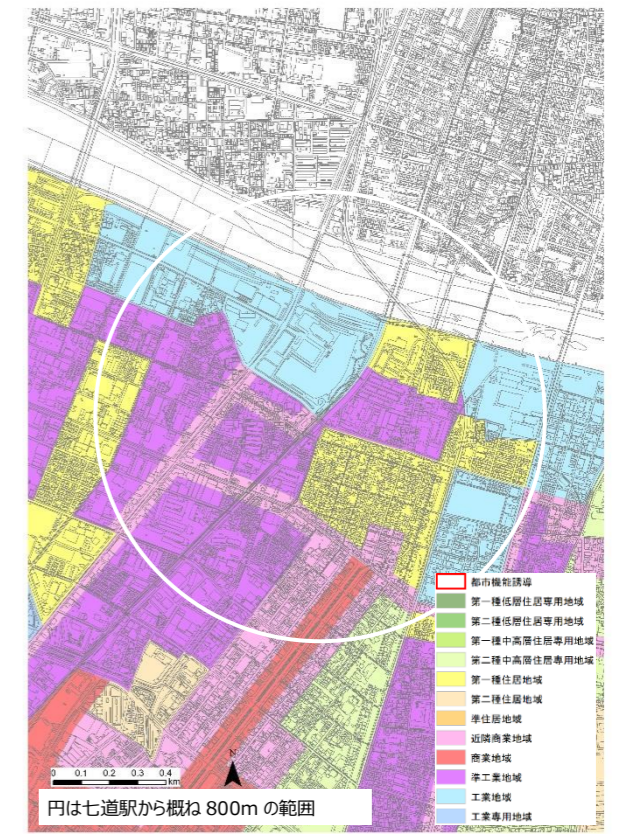 都市機能誘導
第一種低層住居専用地域
第二種低層住居専用地域
第一種中高層住居専用地域
第二種中高層住居専用地域
第一種住居地域
第二種住居地域
準住居地域
近隣商業地域
商業地域
準工業地域
工業地域
工業専用地域
N
0 0.1 0.2 0.3 0.4
km
円は七道駅から概ね 800m の範囲